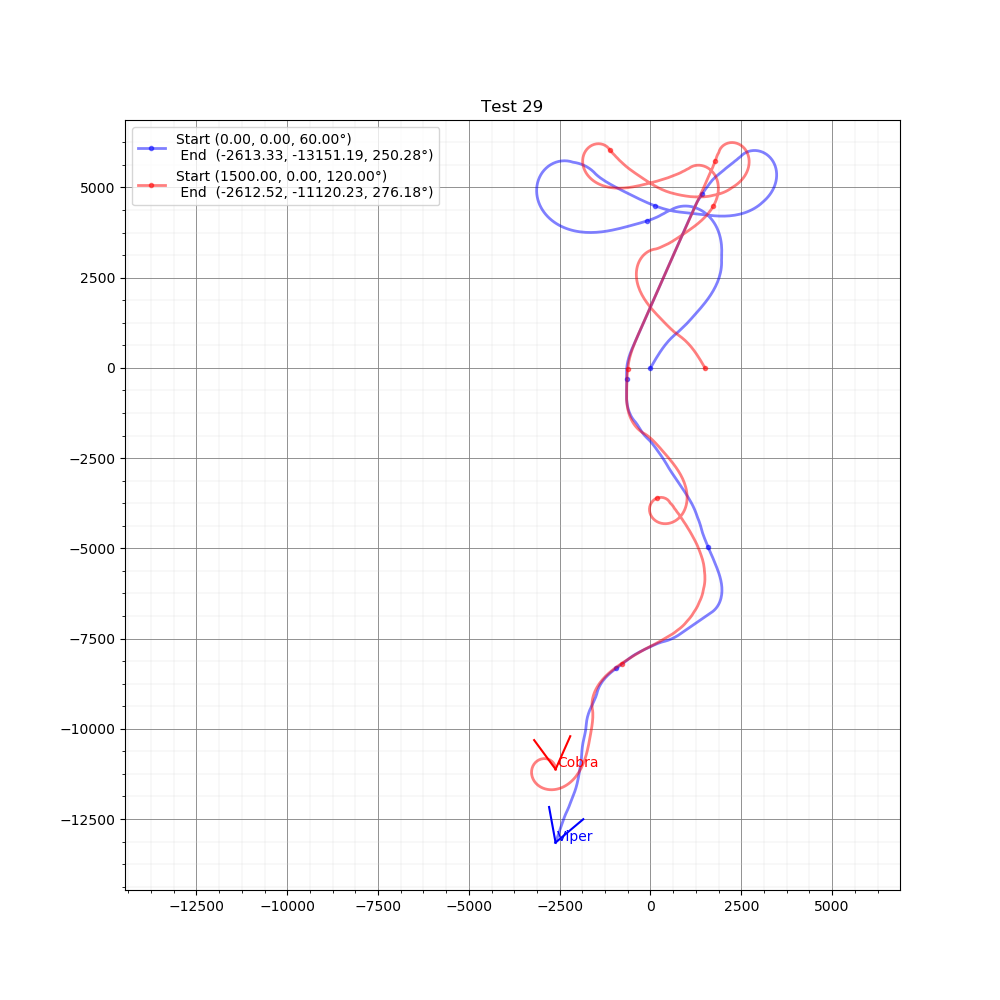 Test 29
Start (0.00, 0.00, 60.00°)
End (-2613.33, -13151.19, 250.28°)
Start (1500.00, 0.00, 120.00°)
End (-2612.52, -11120.23, 276.18°)
5000
2500
0
−2500
−5000
−7500
−10000
−12500
Cobra
Viper
−12500 −10000 −7500 −5000 −2500 0 2500 5000